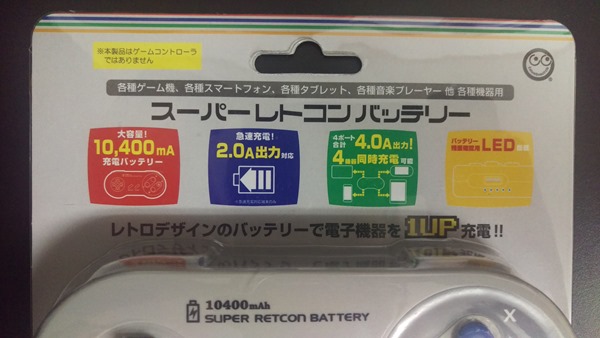 ※本製品はゲームコントローラ
ではありません
各種ゲーム機、各種スマートフォン、各種タブレット、各種音楽プレーヤー 他 各種機器用
スーパーレトコンバッテリー
大容量!
10,400mA
充電バッテリー
急速充電!
2.0A出力対応
4ポート
合計
4.0A出力!
4機器同時充電可能
バッテリー
残量確認用
LED搭載
レトロデザインのバッテリーで電子機器を1UP充電!!
10400mAh
SUPER RETCON BATTERY
X